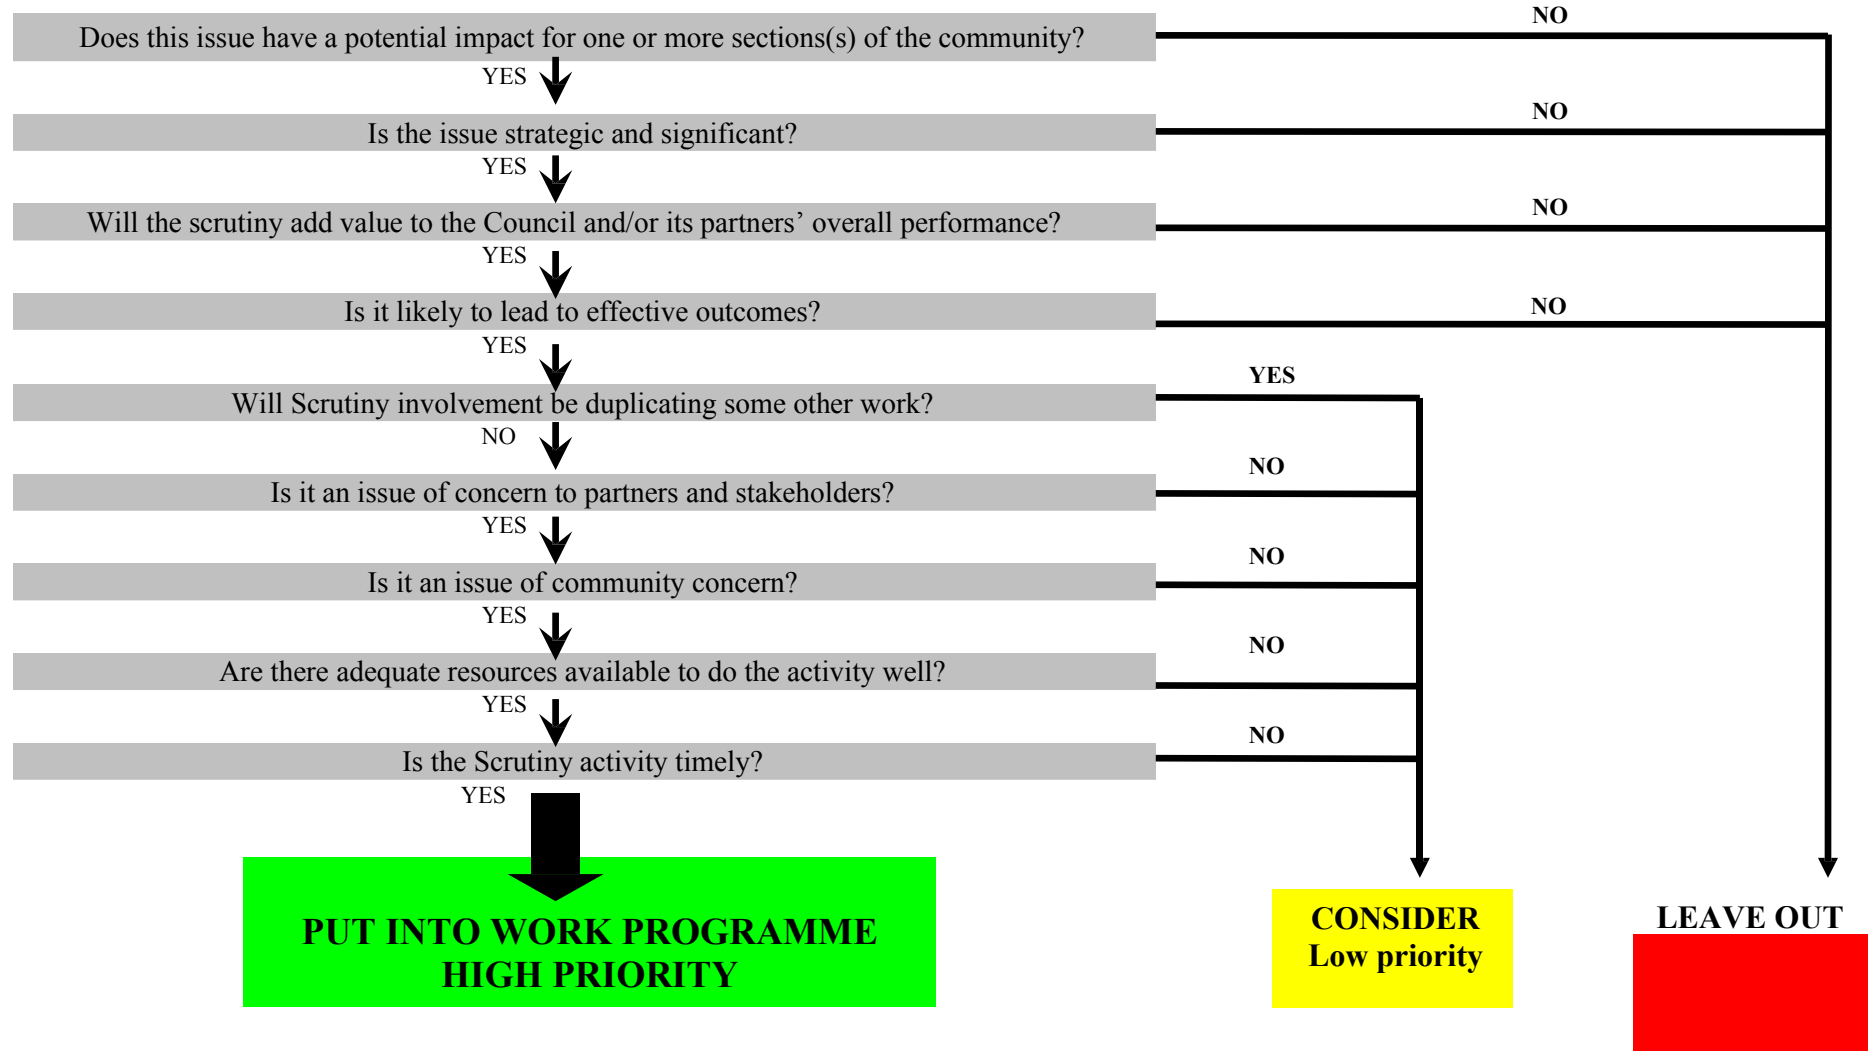 NO
Does this issue have a potential impact for one or more sections(s) of the community?
YES
NO
Is the issue strategic and significant?
YES
NO
Will the scrutiny add value to the Council and/or its partners’ overall performance?
YES
NO
Is it likely to lead to effective outcomes?
YES
YES
Will Scrutiny involvement be duplicating some other work?
NO
NO
Is it an issue of concern to partners and stakeholders?
YES
NO
Is it an issue of community concern?
YES
NO
Are there adequate resources available to do the activity well?
YES
NO
Is the Scrutiny activity timely?
YES
PUT INTO WORK PROGRAMME
HIGH PRIORITY
CONSIDER
Low priority
LEAVE OUT